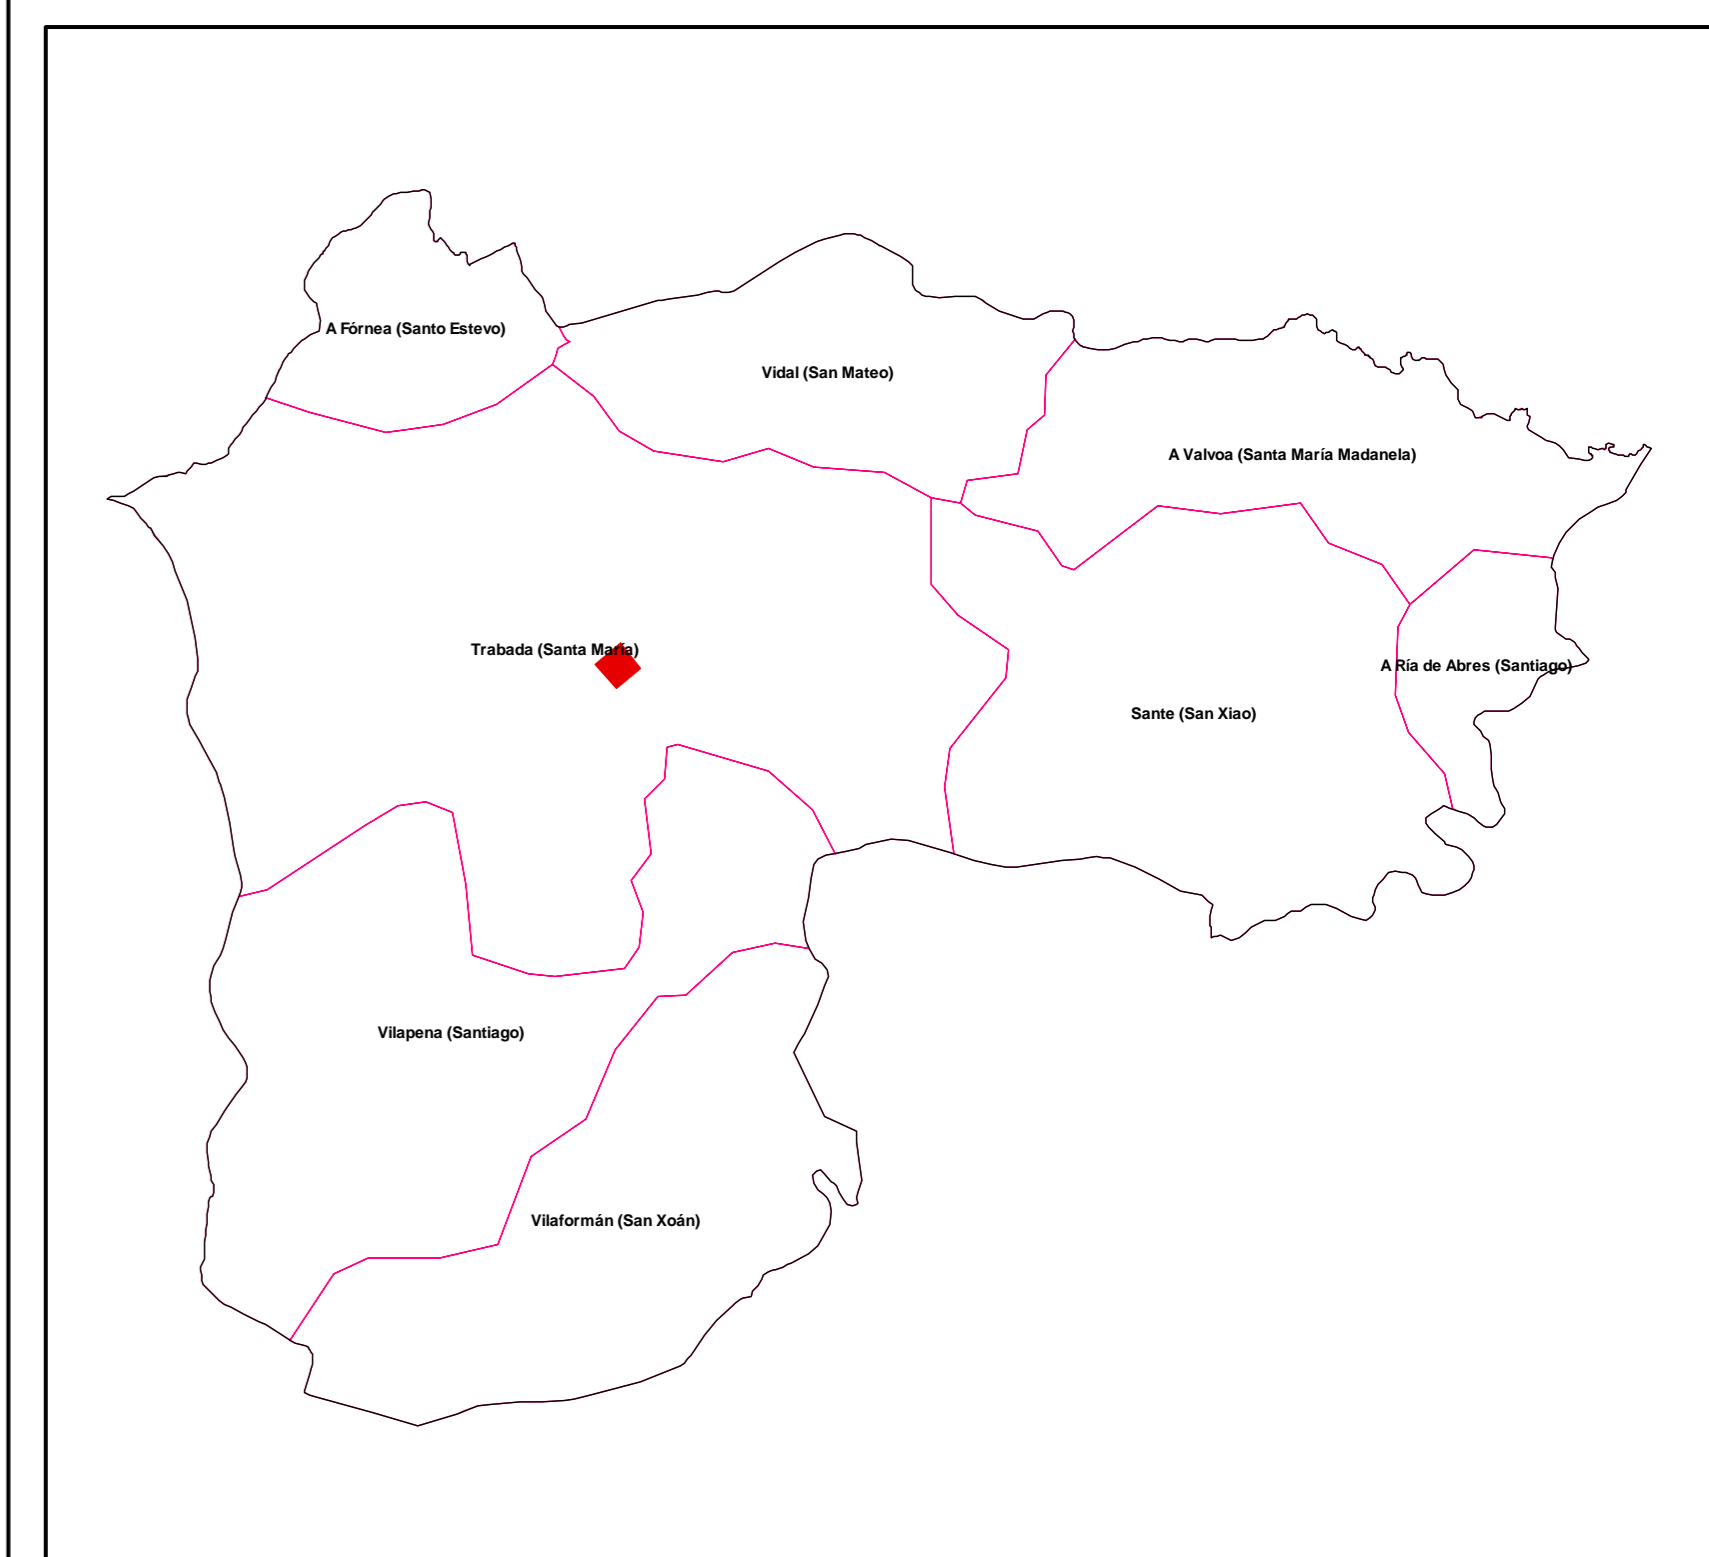 A Fórnea (Santo Estevo)
Vidal (San Mateo)
A Valvoa (Santa María Madanela)
Trabada (Santa María)
A Ría de Abres (Santiago)
Sante (San Xiao)
Vilapena (Santiago)
Vilaformán (San Xoán)